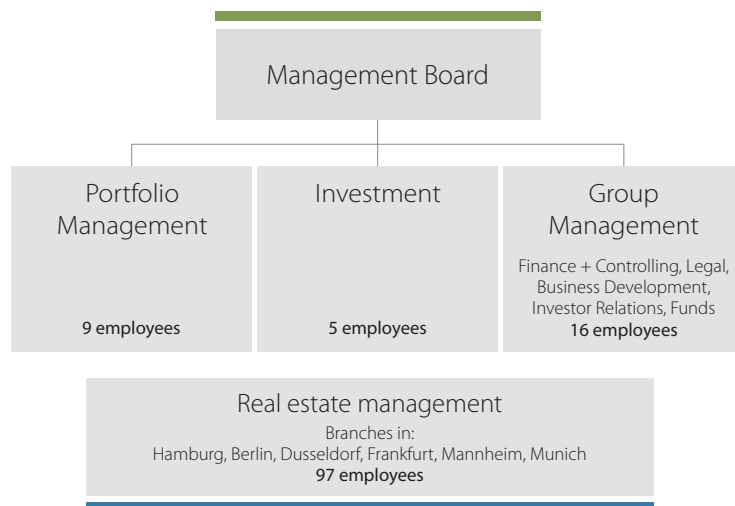 Management Board
Portfolio
Management
9 employees
Investment
5 employees
Group
Management
Finance + Controlling, Legal,
Business Development,
Investor Relations, Funds
16 employees
Real estate management
Branches in:
Hamburg, Berlin, Dusseldorf, Frankfurt, Mannheim, Munich
97 employees